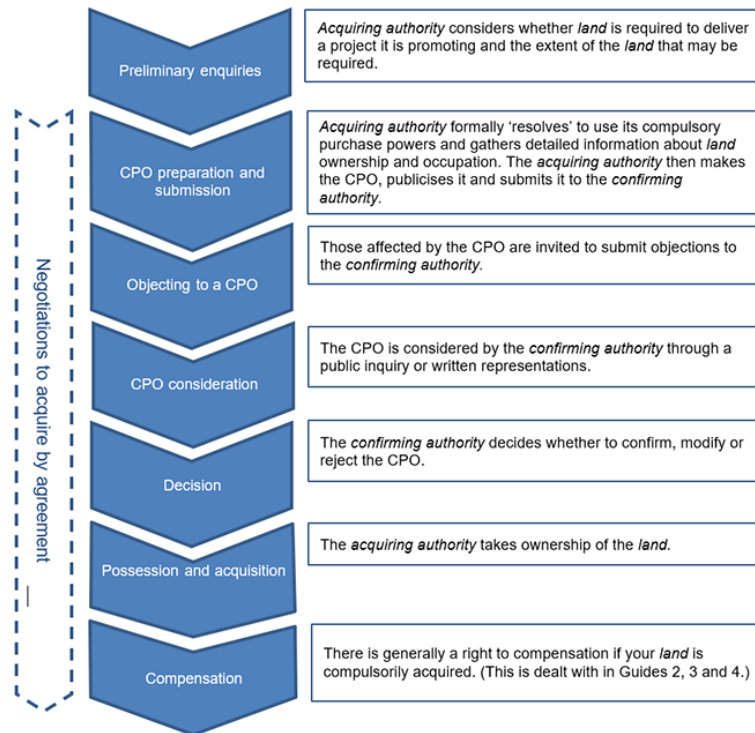 Preliminary enquiries
Acquiring authority considers whether land is required to deliver
a project it is promoting and the extent of the land that may be
required.
CPO preparation and
submission
Acquiring authority formally ‘resolves’ to use its compulsory
purchase powers and gathers detailed information about land
ownership and occupation. The acquiring authority then makes
the CPO, publicises it and submits it to the confirming
authority.
Objecting to a CPO
Those affected by the CPO are invited to submit objections to
the confirming authority.
CPO consideration
The CPO is considered by the confirming authority through a
public inquiry or written representations.
Decision
The confirming authority decides whether to confirm, modify or
reject the CPO.
Possession and acquisition
The acquiring authority takes ownership of the land.
Compensation
There is generally a right to compensation if your land is
compulsorily acquired. (This is dealt with in Guides 2, 3 and 4.)
Negotiations to acquire by agreement